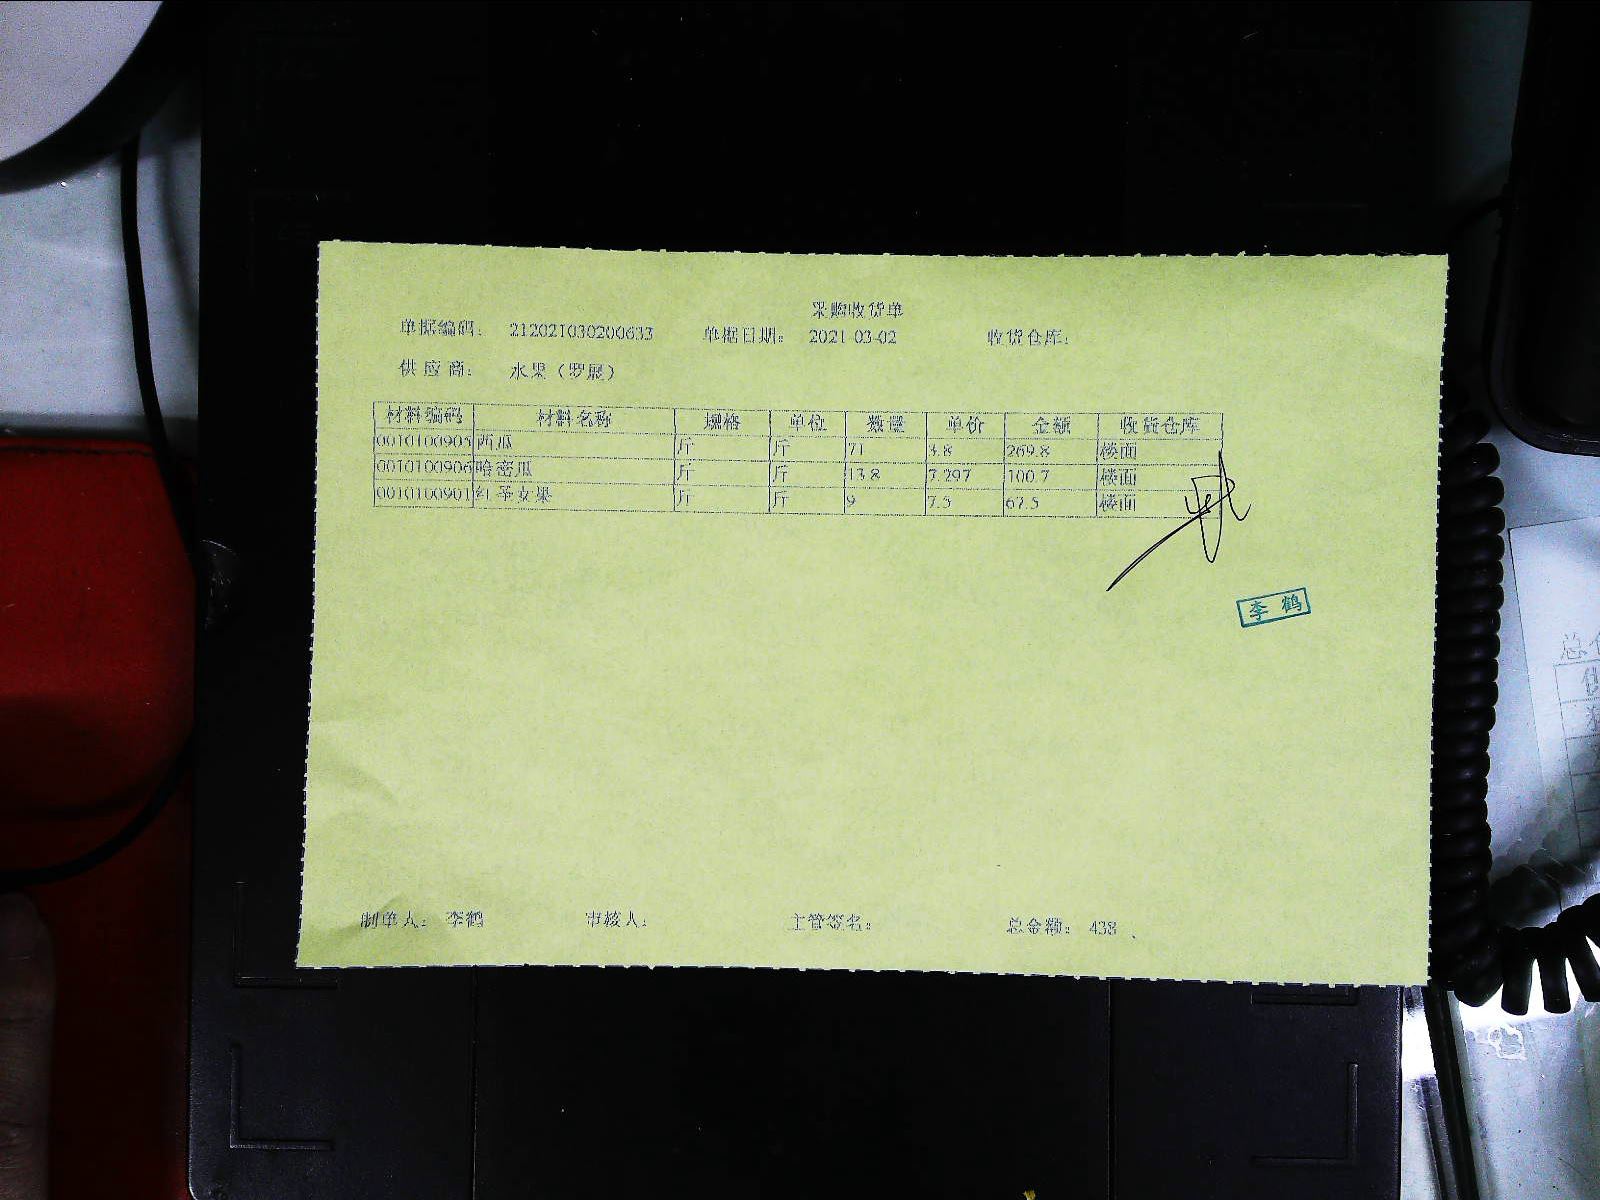 采购收货单
单据编码： 212021030200633 单据日期： 2021-03-02 收货仓库：
供应商： 水果（罗晟）
材料编码 材料名称 规格 单位 数量 单价 金额 收货仓库
0010100905 西瓜 斤 斤 71 3.8 269.8 楼面
0010100906 哈密瓜 斤 斤 13.8 7.297 100.7 楼面
0010100901 红圣女果 斤 斤 9 7.5 67.5 楼面
李鹤
制单人： 李鹤 审核人： 主管签名： 总金额： 438